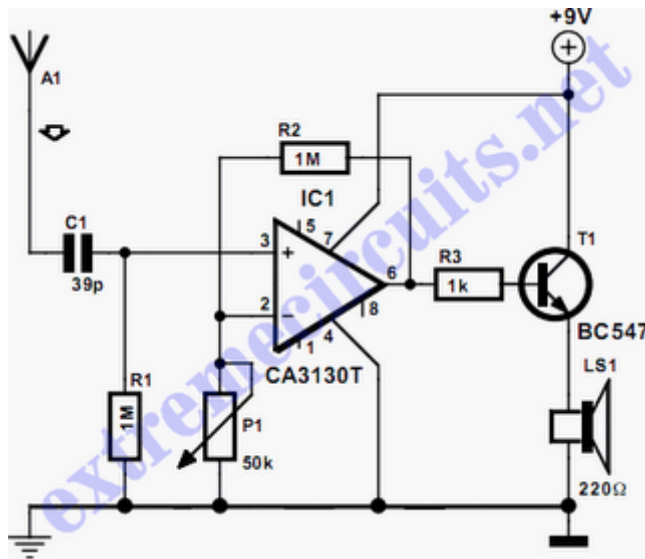 +9V
A1
R2
1M
IC1
C1
39p
5
7
3
+
R3
1k
T1
6
2
−
8
4
1
BC547
CA3130T
LS1
R1
1M
P1
50k
220Ω
extremecircuits.net